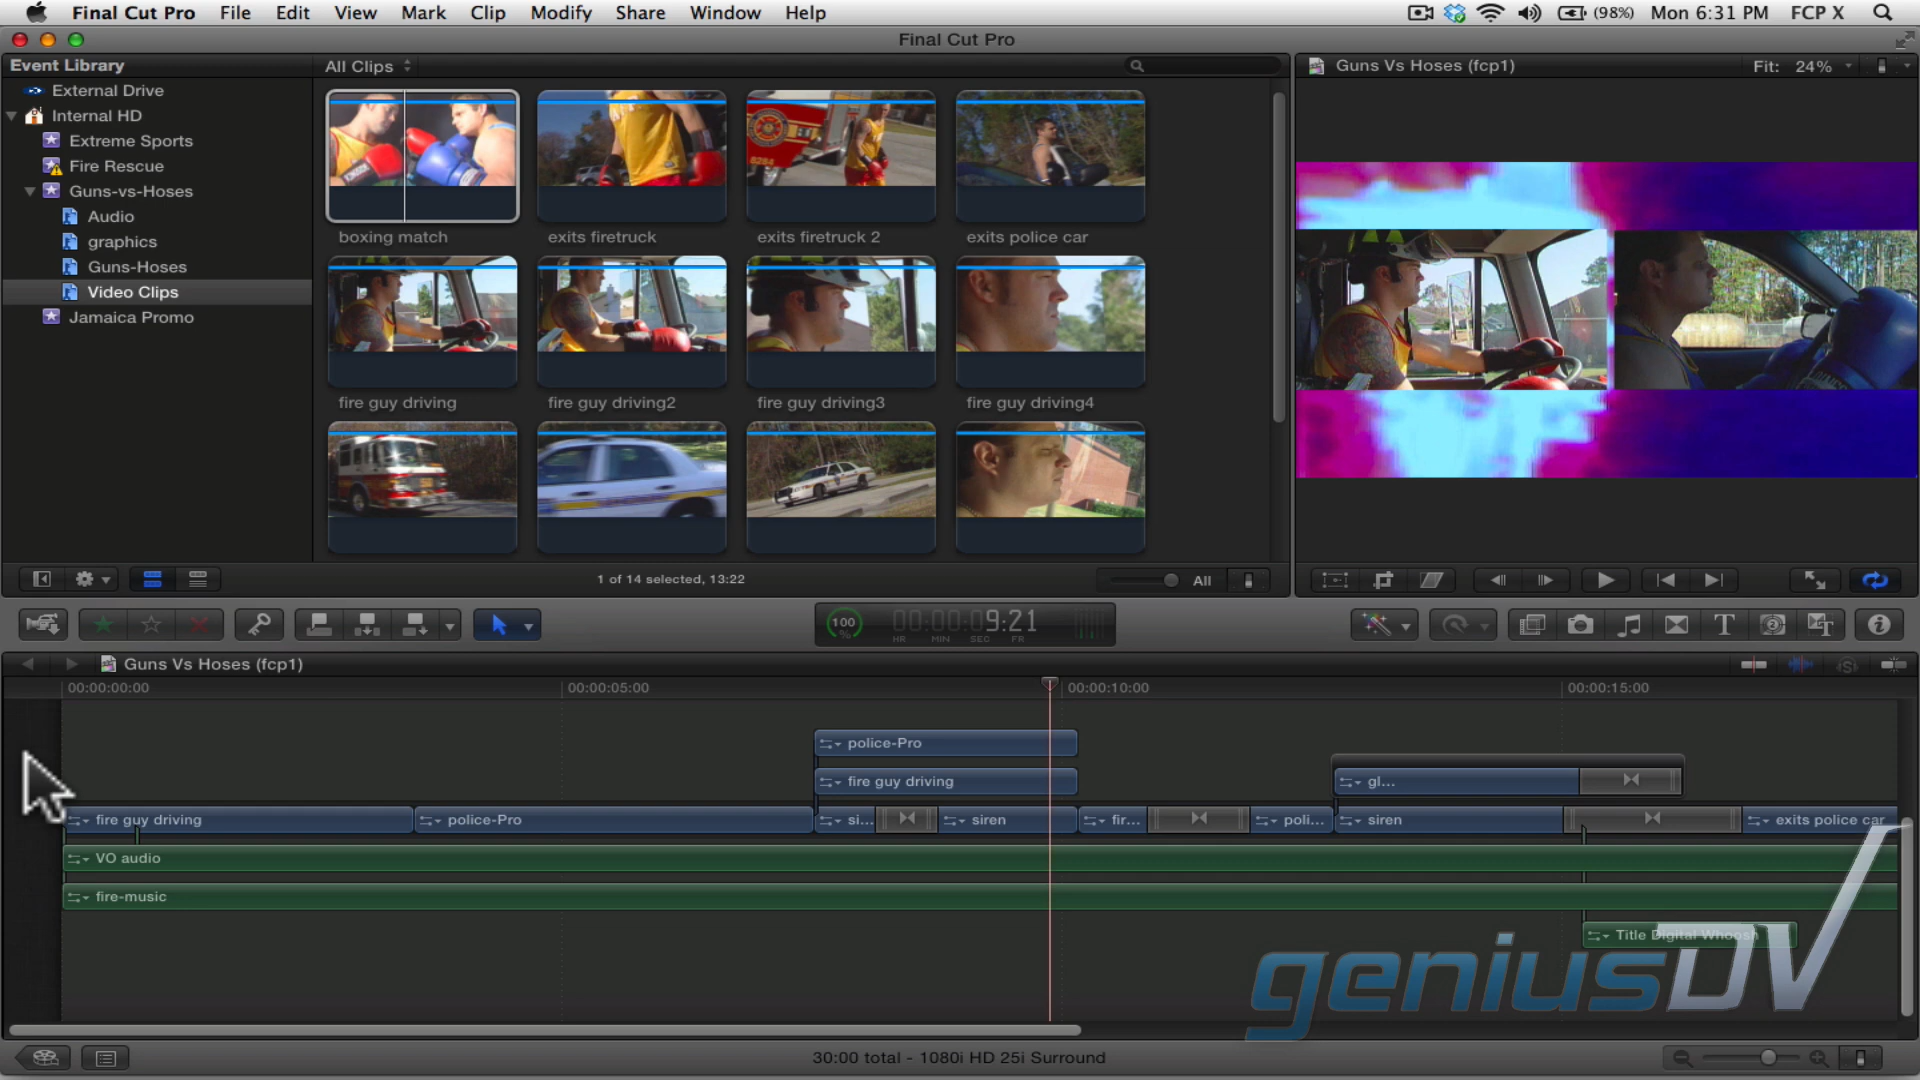 Final Cut Pro File Edit View Mark Clip Modify Share Window Help (98%) Mon 6:31 PM FCP X
Final Cut Pro
Event Library
All Clips
Guns Vs Hoses (fcp1)
Fit: 24%
External Drive
Internal HD
Extreme Sports
Fire Rescue
Guns-vs-Hoses
Audio
graphics
Guns-Hoses
Video Clips
Jamaica Promo
boxing match
exits firetruck
exits firetruck 2
exits police car
fire guy driving
fire guy driving2
fire guy driving3
fire guy driving4
1 of 14 selected, 13:22
All
100 %
00:00:09:21
HR MIN SEC FR
Guns Vs Hoses (fcp1)
00:00:00:00
00:00:05:00
00:00:10:00
00:00:15:00
police-Pro
fire guy driving
gl...
fire guy driving
police-Pro
si...
siren
fir...
poli...
siren
exits police car
VO audio
fire-music
Title Digital Whoosh
geniusDV
30:00 total - 1080i HD 25i Surround